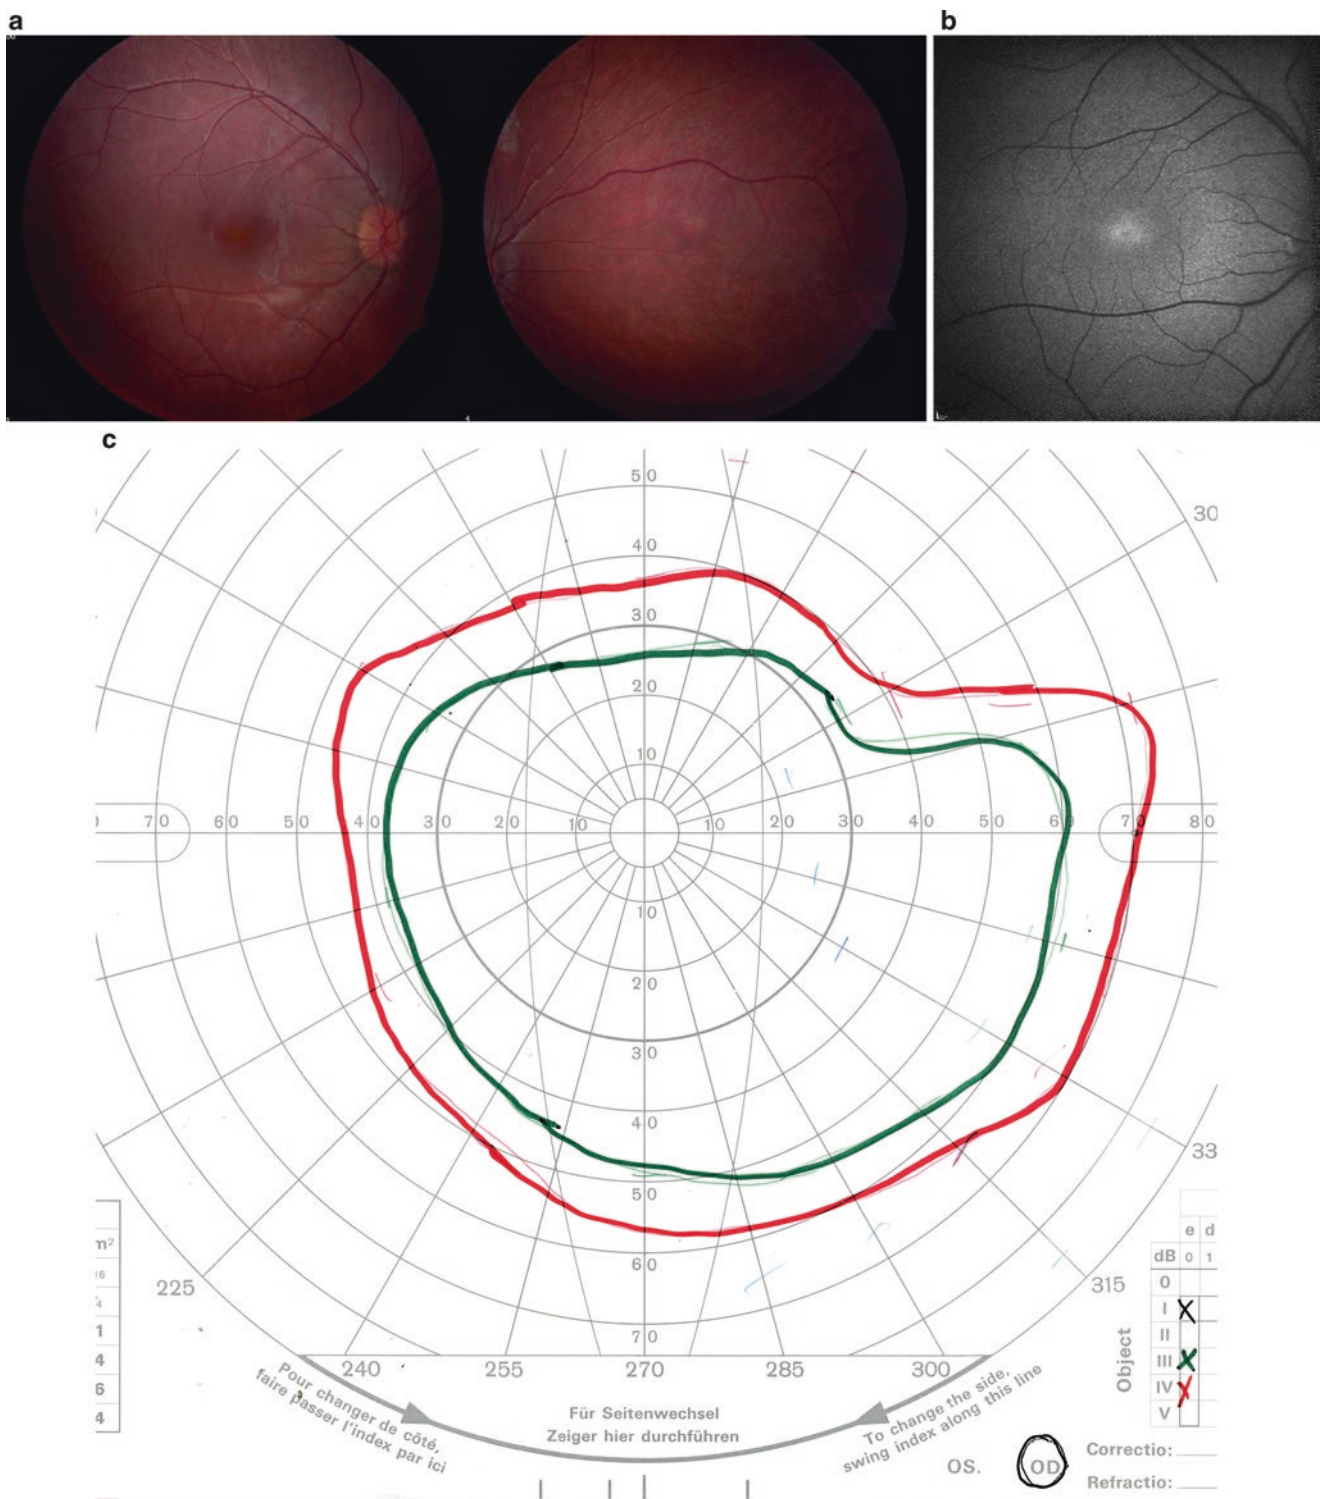 a
b
c
50
40
30
20
10
30
70 60 50 40 30 20 10 10 20 30 40 50 60 70 80
10
20
30
40
50
60
70
33
m²
16
4
1
4
6
4
225
240 255 270 285 300
315
e d
dB 0 1
0
I
II
III
IV
V
Object
Pour changer de côté,
faire passer l'index par ici
Für Seitenwechsel
Zeiger hier durchführen
To change the side,
swing index along this line
OS. OD
Correctio:
Refractio: